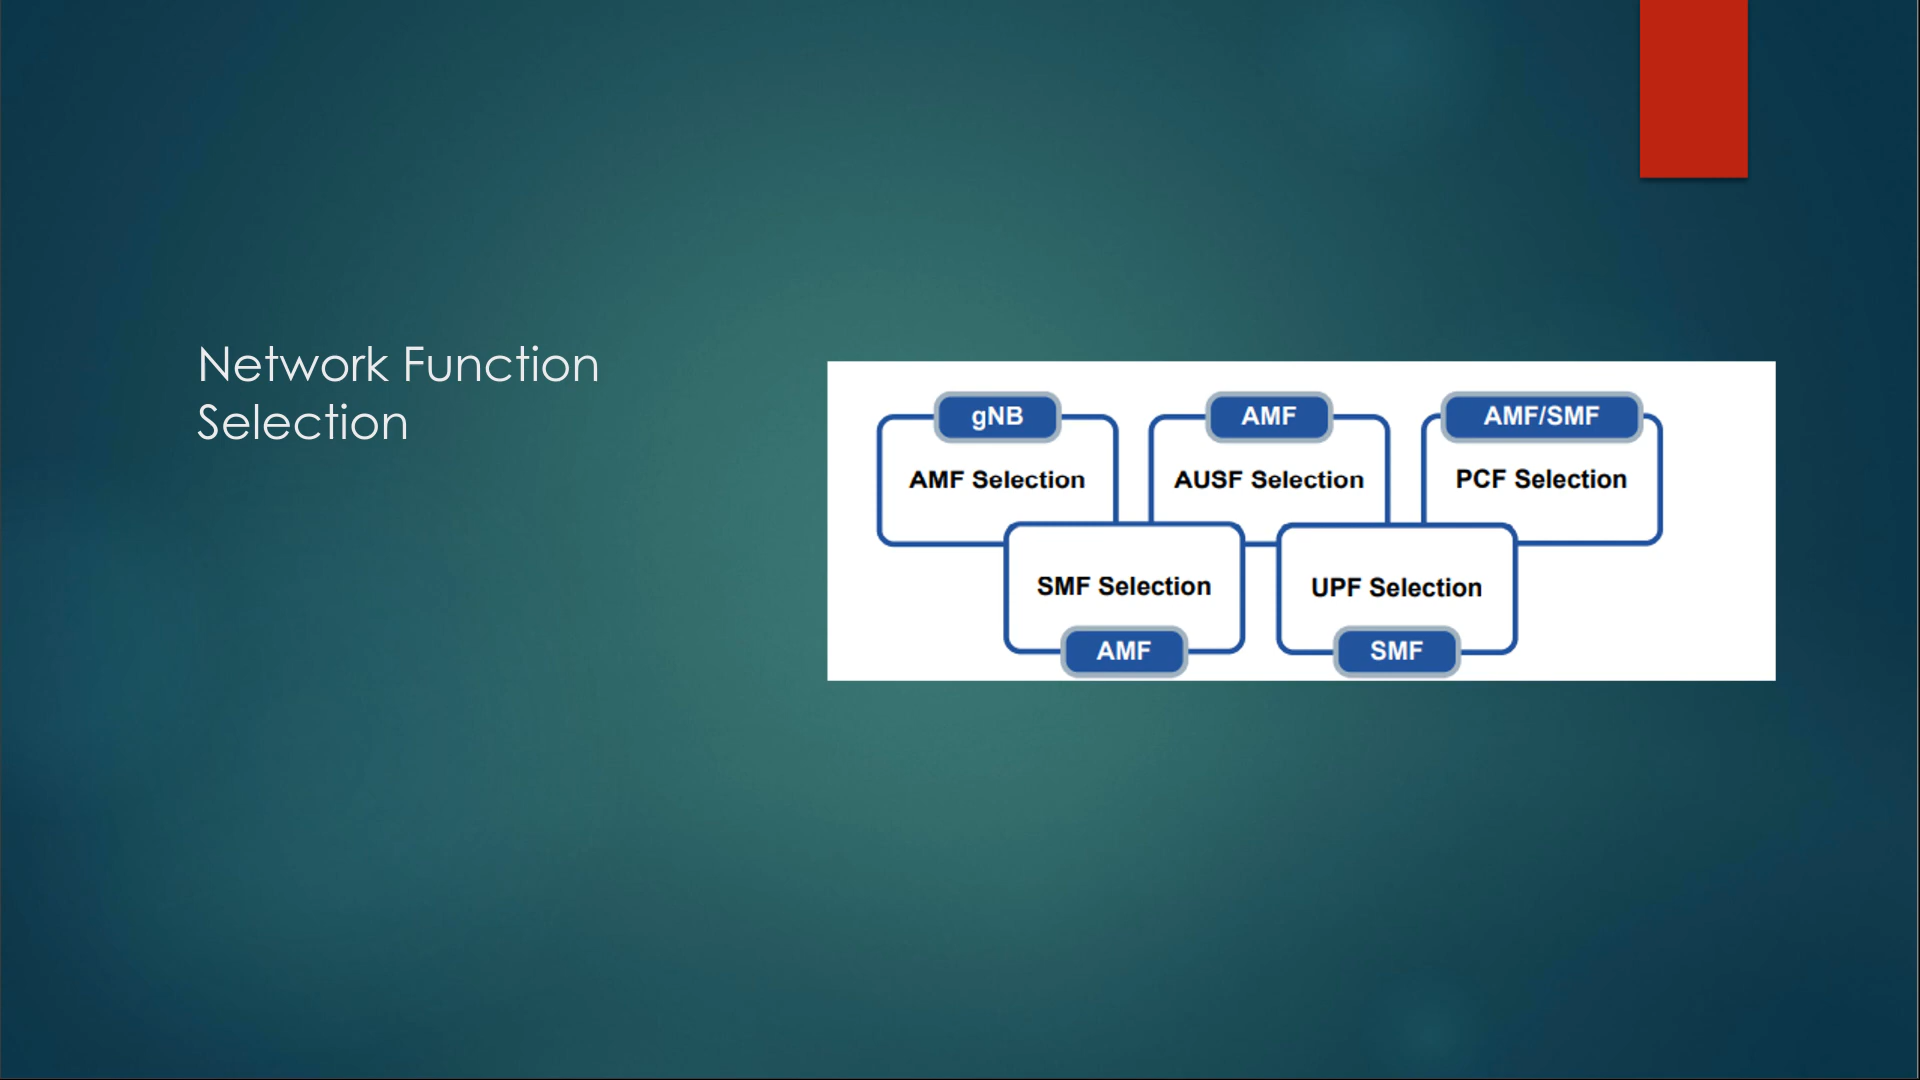 Network Function
Selection
gNB
AMF Selection
AMF
AUSF Selection
AMF/SMF
PCF Selection
SMF Selection
AMF
UPF Selection
SMF